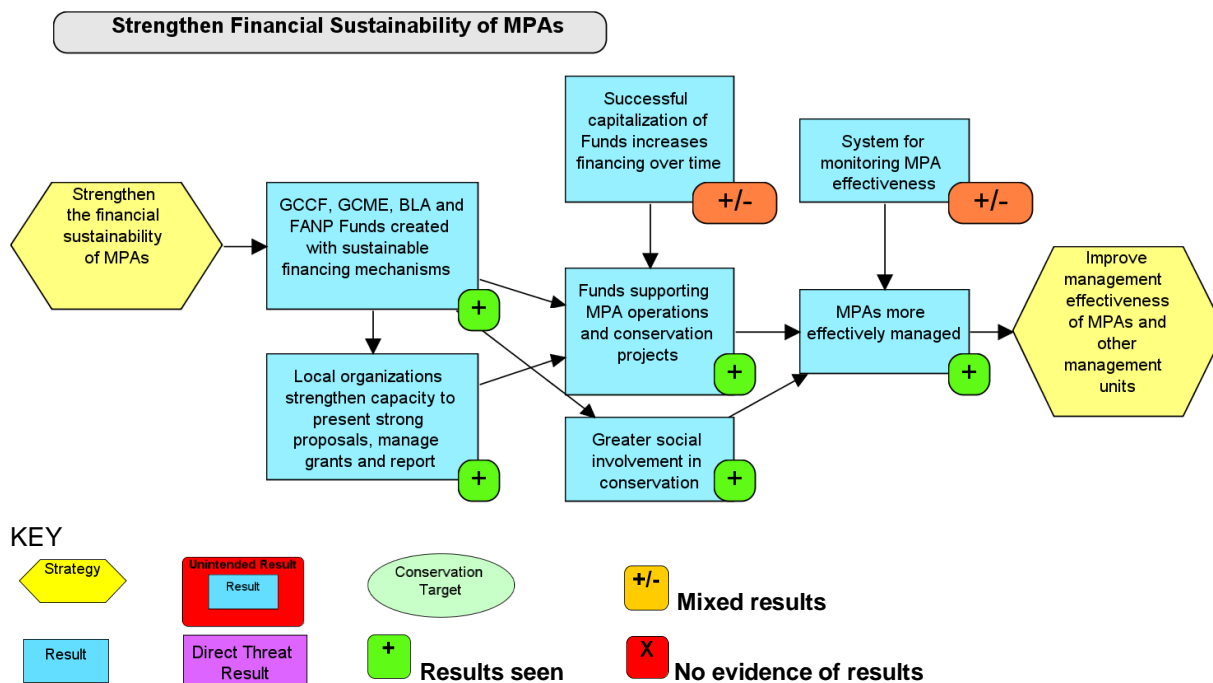 Strengthen Financial Sustainability of MPAs
Strengthen
the financial
sustainability
of MPAs
GCCF, GCME, BLA and
FANP Funds created
with sustainable
financing mechanisms
+
Local organizations
strengthen capacity to
present strong
proposals, manage
grants and report
+
Successful
capitalization of
Funds increases
financing over time
+/-
Funds supporting
MPA operations
and conservation
projects
+
Greater social
involvement in
conservation
+
System for
monitoring MPA
effectiveness
+/-
MPAs more
effectively managed
+
Improve
management
effectiveness
of MPAs and
other
management
units
KEY
Strategy
Unintended Result
Result
Conservation
Target
+/-
Mixed results
Result
Direct Threat
Result
+
Results seen
X
No evidence of results